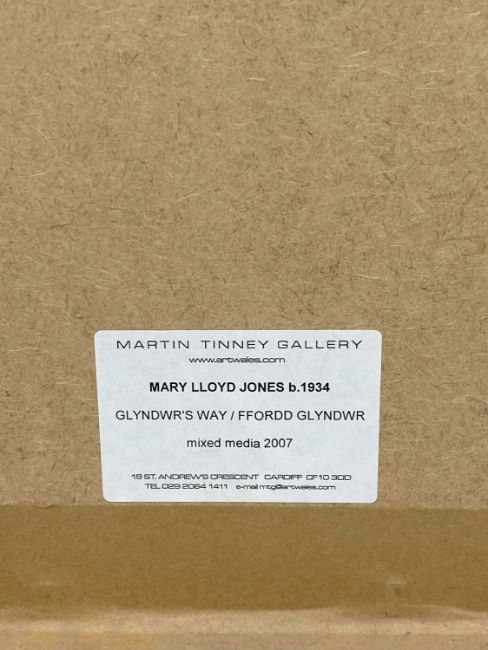 MARTIN TINNEY GALLERY
www.artwales.com
MARY LLOYD JONES b.1934
GLYNDWR'S WAY / FFORDD GLYNDWR
mixed media 2007
18 ST. ANDREW'S CRESCENT CARDIFF CF10 3DD
TEL 029 2064 1411 e-mail mtg@artwales.com